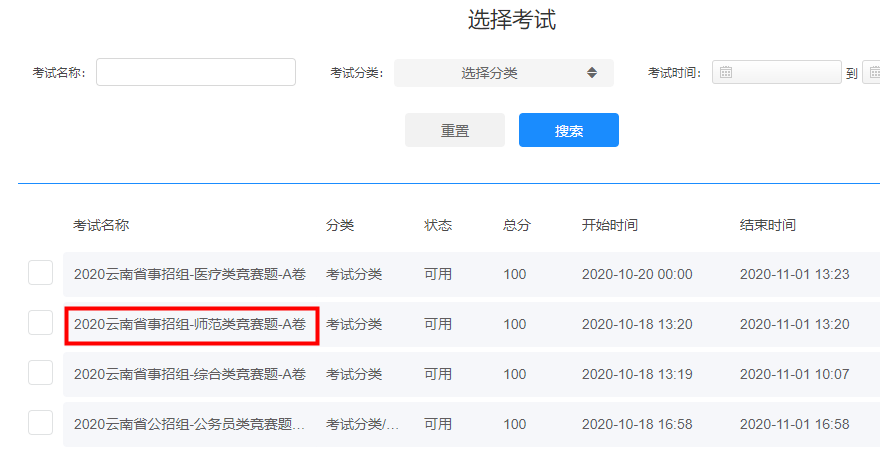 选择考试
考试名称： 考试分类： 选择分类 考试时间： 到
重置 搜索
考试名称 分类 状态 总分 开始时间 结束时间
2020云南省事招组-医疗类竞赛题-A卷 考试分类 可用 100 2020-10-20 00:00 2020-11-01 13:23
2020云南省事招组-师范类竞赛题-A卷 考试分类 可用 100 2020-10-18 13:20 2020-11-01 13:20
2020云南省事招组-综合类竞赛题-A卷 考试分类 可用 100 2020-10-18 13:19 2020-11-01 10:07
2020云南省公招组-公务员类竞赛题... 考试分类/... 可用 100 2020-10-18 16:58 2020-11-01 16:58